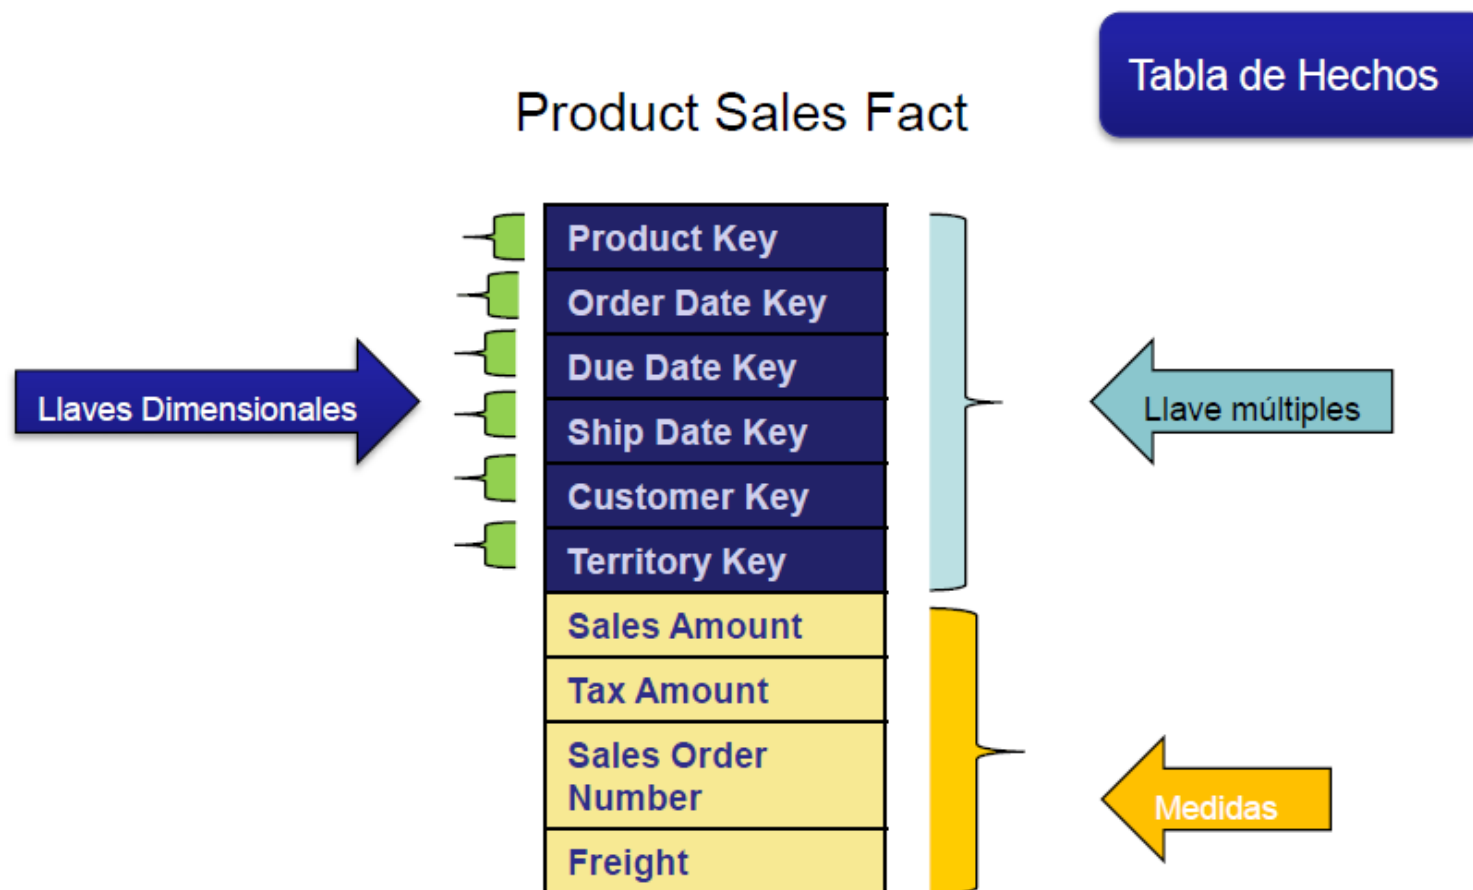 Tabla de Hechos
Product Sales Fact
Product Key
Order Date Key
Due Date Key
Llaves Dimensionales
Llave múltiples
Ship Date Key
Customer Key
Territory Key
Sales Amount
Tax Amount
Sales Order
Number
Medidas
Freight